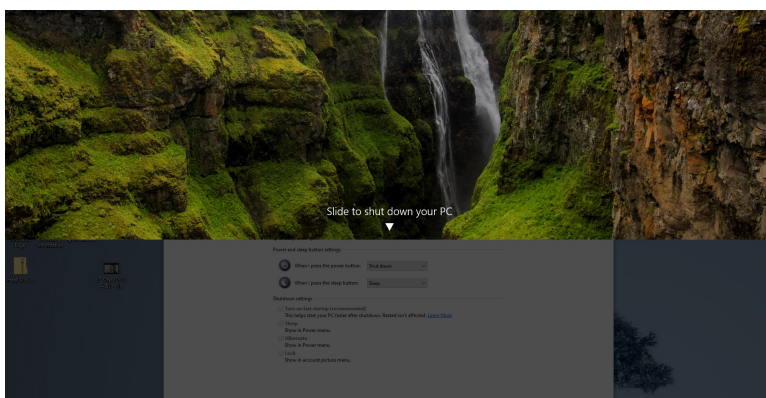 Slide to shut down your PC
Power and sleep button settings
When I press the power button: Shut down
When I press the sleep button: Sleep
Shutdown settings
Turn on fast startup (recommended)
This helps start your PC faster after shutdown. Restart isn't affected. Learn More
Sleep
Show in Power menu.
Hibernate
Show in Power menu.
Lock
Show in account picture menu.